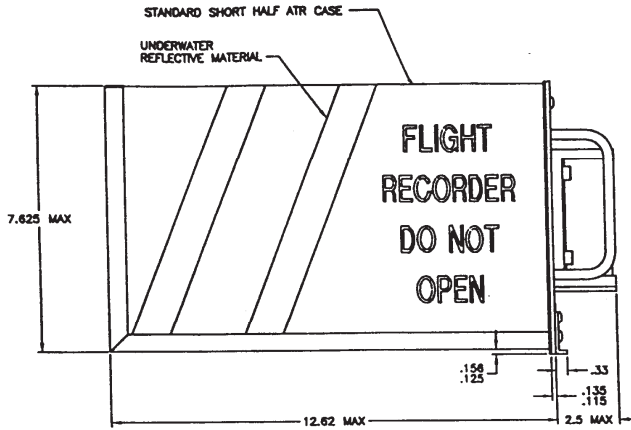 STANDARD SHORT HALF ATR CASE
UNDERWATER
REFLECTIVE MATERIAL
FLIGHT
RECORDER
DO NOT
OPEN
7.625 MAX
.156
.125
.33
.135
.115
12.62 MAX
2.5 MAX